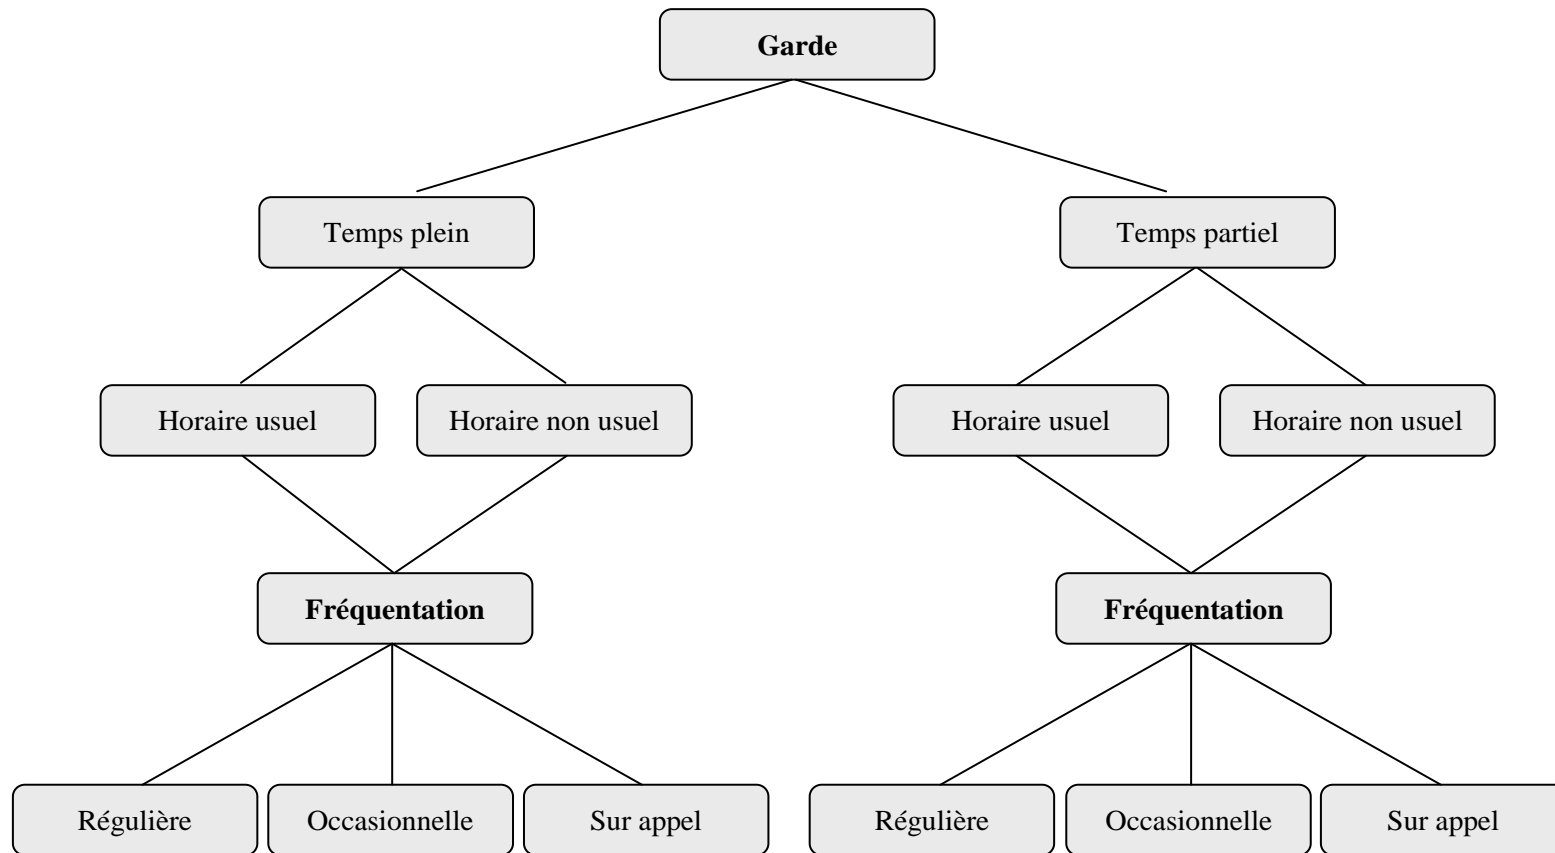 Garde
Temps plein
Temps partiel
Horaire usuel
Horaire non usuel
Horaire usuel
Horaire non usuel
Fréquentation
Fréquentation
Régulière
Occasionnelle
Sur appel
Régulière
Occasionnelle
Sur appel